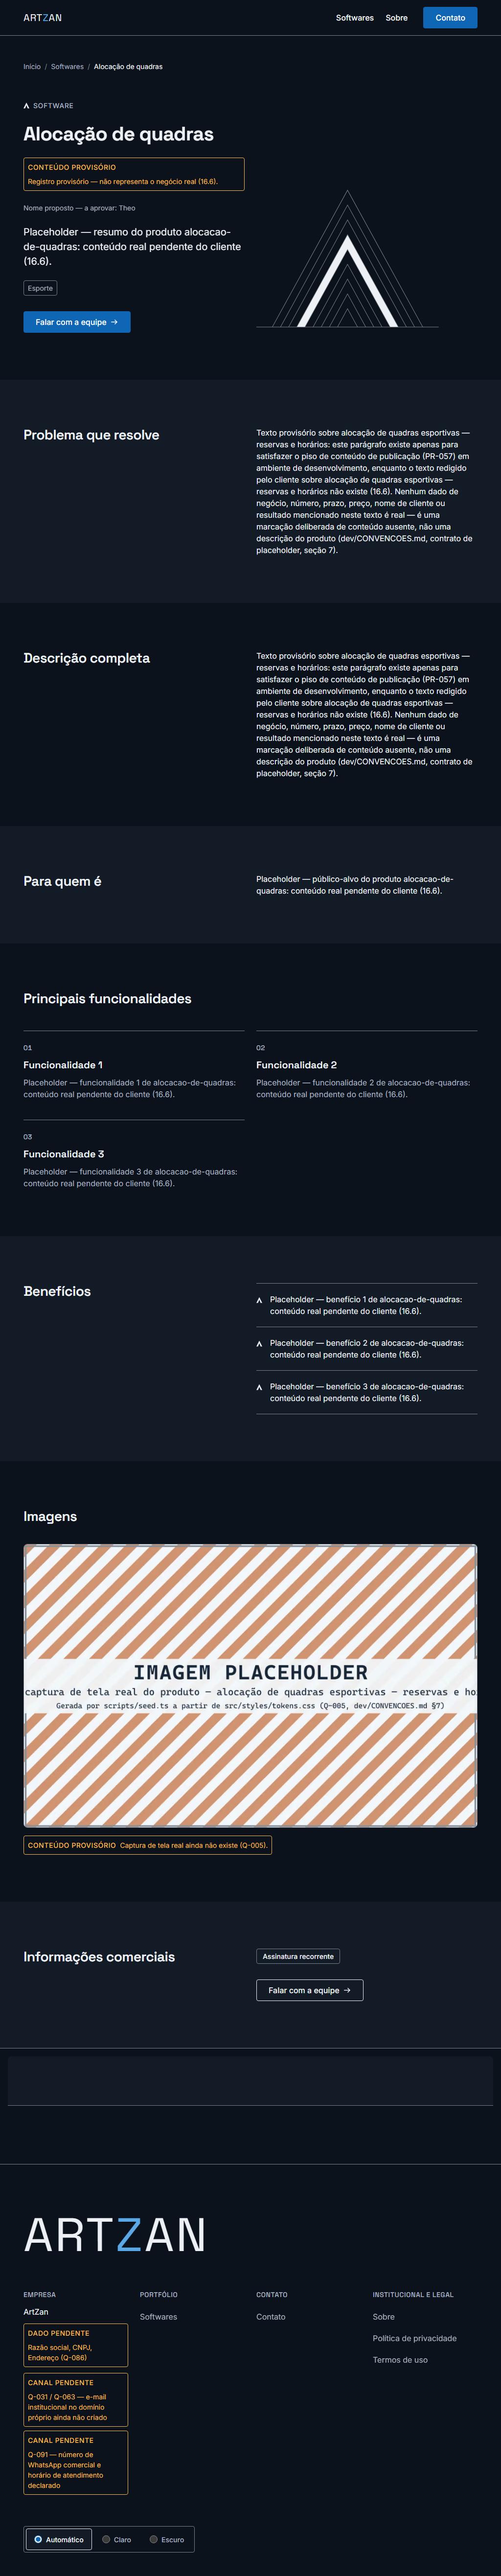 ARTZAN
Softwares
Sobre
Contato
Início / Softwares / Alocação de quadras
SOFTWARE
Alocação de quadras
CONTEÚDO PROVISÓRIO
Registro provisório — não representa o negócio real (16.6).
Nome proposto — a aprovar: Theo
Placeholder — resumo do produto alocacao-
de-quadras: conteúdo real pendente do cliente
(16.6).
Esporte
Falar com a equipe →
Problema que resolve
Texto provisório sobre alocação de quadras esportivas —
reservas e horários: este parágrafo existe apenas para
satisfazer o piso de conteúdo de publicação (PR-057) em
ambiente de desenvolvimento, enquanto o texto redigido
pelo cliente sobre alocação de quadras esportivas —
reservas e horários não existe (16.6). Nenhum dado de
negócio, número, prazo, preço, nome de cliente ou
resultado mencionado neste texto é real — é uma
marcação deliberada de conteúdo ausente, não uma
descrição do produto (dev/CONVENCOES.md, contrato de
placeholder, seção 7).
Descrição completa
Texto provisório sobre alocação de quadras esportivas —
reservas e horários: este parágrafo existe apenas para
satisfazer o piso de conteúdo de publicação (PR-057) em
ambiente de desenvolvimento, enquanto o texto redigido
pelo cliente sobre alocação de quadras esportivas —
reservas e horários não existe (16.6). Nenhum dado de
negócio, número, prazo, preço, nome de cliente ou
resultado mencionado neste texto é real — é uma
marcação deliberada de conteúdo ausente, não uma
descrição do produto (dev/CONVENCOES.md, contrato de
placeholder, seção 7).
Para quem é
Placeholder — público-alvo do produto alocacao-de-
quadras: conteúdo real pendente do cliente (16.6).
Principais funcionalidades
01
Funcionalidade 1
Placeholder — funcionalidade 1 de alocacao-de-quadras:
conteúdo real pendente do cliente (16.6).
02
Funcionalidade 2
Placeholder — funcionalidade 2 de alocacao-de-quadras:
conteúdo real pendente do cliente (16.6).
03
Funcionalidade 3
Placeholder — funcionalidade 3 de alocacao-de-quadras:
conteúdo real pendente do cliente (16.6).
Benefícios
Placeholder — benefício 1 de alocacao-de-quadras:
conteúdo real pendente do cliente (16.6).
Placeholder — benefício 2 de alocacao-de-quadras:
conteúdo real pendente do cliente (16.6).
Placeholder — benefício 3 de alocacao-de-quadras:
conteúdo real pendente do cliente (16.6).
Imagens
IMAGEM PLACEHOLDER
captura de tela real do produto — alocação de quadras esportivas — reservas e ho
Gerada por scripts/seed.ts a partir de src/styles/tokens.css (Q-005, dev/CONVENCOES.md §7)
CONTEÚDO PROVISÓRIO Captura de tela real ainda não existe (Q-005).
Informações comerciais
Assinatura recorrente
Falar com a equipe →
ARTZAN
EMPRESA
ArtZan
DADO PENDENTE
Razão social, CNPJ,
Endereço (Q-086)
CANAL PENDENTE
Q-031 / Q-063 — e-mail
institucional no domínio
próprio ainda não criado
CANAL PENDENTE
Q-091 — número de
WhatsApp comercial e
horário de atendimento
declarado
PORTFÓLIO
Softwares
CONTATO
Contato
INSTITUCIONAL E LEGAL
Sobre
Política de privacidade
Termos de uso
Automático
Claro
Escuro